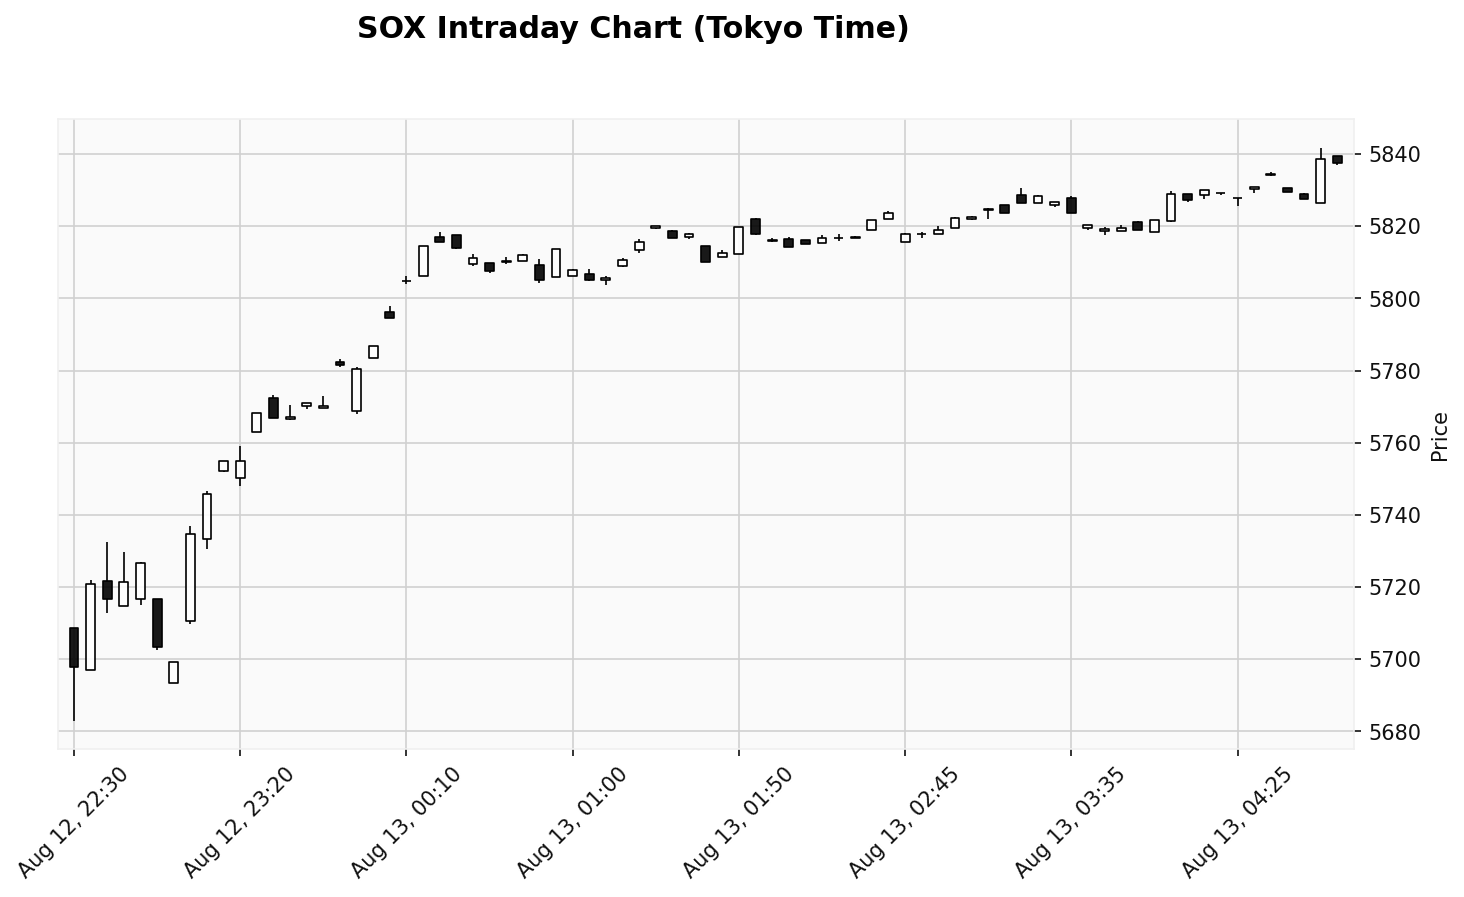 SOX Intraday Chart (Tokyo Time)
5840
5820
5800
5780
5760
5740
5720
5700
5680
Price
Aug 12, 22:30
Aug 12, 23:20
Aug 13, 00:10
Aug 13, 01:00
Aug 13, 01:50
Aug 13, 02:45
Aug 13, 03:35
Aug 13, 04:25